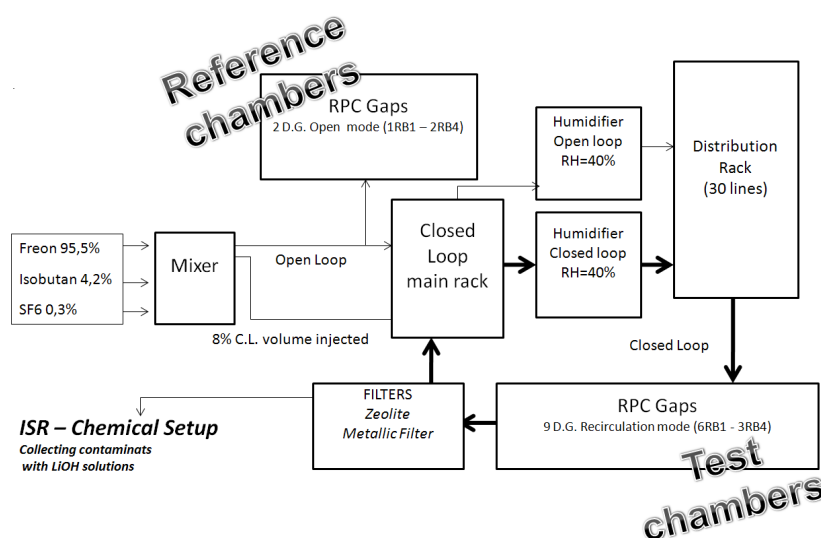 Reference
chambers
RPC Gaps
2 D.G. Open mode (1RB1 – 2RB4)
Humidifier
Open loop
RH=40%
Distribution
Rack
(30 lines)
Freon 95,5%
Isobutan 4,2%
SF6 0,3%
Mixer
Open Loop
Closed
Loop
main rack
Humidifier
Closed loop
RH=40%
8% C.L. volume injected
Closed Loop
FILTERS
Zeolite
Metallic Filter
RPC Gaps
9 D.G. Recirculation mode (6RB1 - 3RB4)
ISR – Chemical Setup
Collecting contaminats
with LiOH solutions
Test
chambers